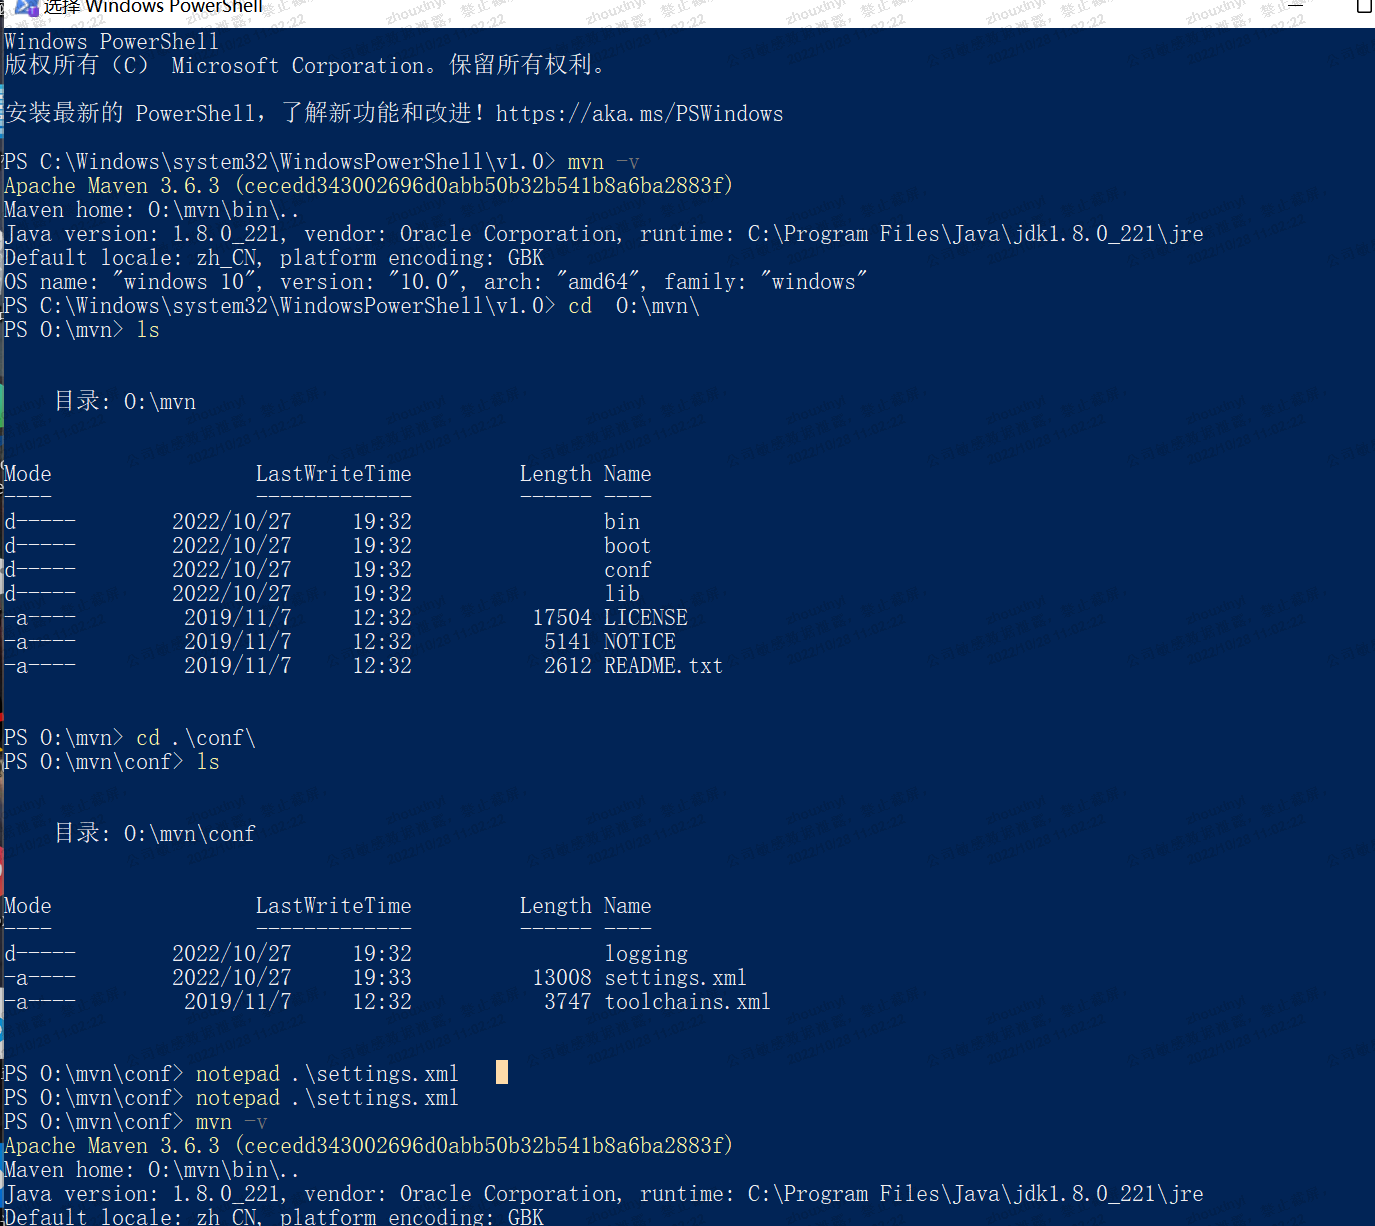 选择 Windows PowerShell
Windows PowerShell
版权所有（C） Microsoft Corporation。保留所有权利。
安装最新的 PowerShell，了解新功能和改进！https://aka.ms/PSWindows
PS C:\Windows\system32\WindowsPowerShell\v1.0> mvn -v
Apache Maven 3.6.3 (cecedd343002696d0abb50b32b541b8a6ba2883f)
Maven home: O:\mvn\bin\..
Java version: 1.8.0_221, vendor: Oracle Corporation, runtime: C:\Program Files\Java\jdk1.8.0_221\jre
Default locale: zh_CN, platform encoding: GBK
OS name: "windows 10", version: "10.0", arch: "amd64", family: "windows"
PS C:\Windows\system32\WindowsPowerShell\v1.0> cd  O:\mvn\
PS O:\mvn> ls
目录: O:\mvn
Mode                 LastWriteTime         Length Name
----                 -------------         ------ ----
d-----        2022/10/27     19:32                bin
d-----        2022/10/27     19:32                boot
d-----        2022/10/27     19:32                conf
d-----        2022/10/27     19:32                lib
-a----         2019/11/7     12:32          17504 LICENSE
-a----         2019/11/7     12:32           5141 NOTICE
-a----         2019/11/7     12:32           2612 README.txt
PS O:\mvn> cd .\conf\
PS O:\mvn\conf> ls
目录: O:\mvn\conf
Mode                 LastWriteTime         Length Name
----                 -------------         ------ ----
d-----        2022/10/27     19:32                logging
-a----        2022/10/27     19:33          13008 settings.xml
-a----         2019/11/7     12:32           3747 toolchains.xml
PS O:\mvn\conf> notepad .\settings.xml
PS O:\mvn\conf> notepad .\settings.xml
PS O:\mvn\conf> mvn -v
Apache Maven 3.6.3 (cecedd343002696d0abb50b32b541b8a6ba2883f)
Maven home: O:\mvn\bin\..
Java version: 1.8.0_221, vendor: Oracle Corporation, runtime: C:\Program Files\Java\jdk1.8.0_221\jre
Default locale: zh_CN, platform encoding: GBK